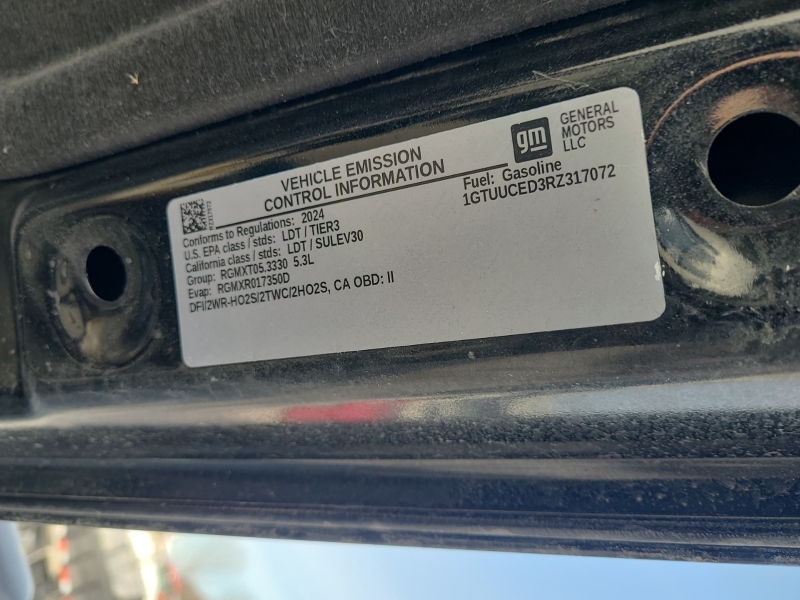 gm
GENERAL
MOTORS
LLC
VEHICLE EMISSION
CONTROL INFORMATION
Fuel: Gasoline
1GTUUCED3RZ317072
Conforms to Regulations: 2024
U.S. EPA class / stds: LDT / TIER3
California class / stds: LDT / SULEV30
Group: RGMXT05.3330 5.3L
Evap: RGMXR017350D
DFI/2WR-HO2S/2TWC/2HO2S, CA OBD: II